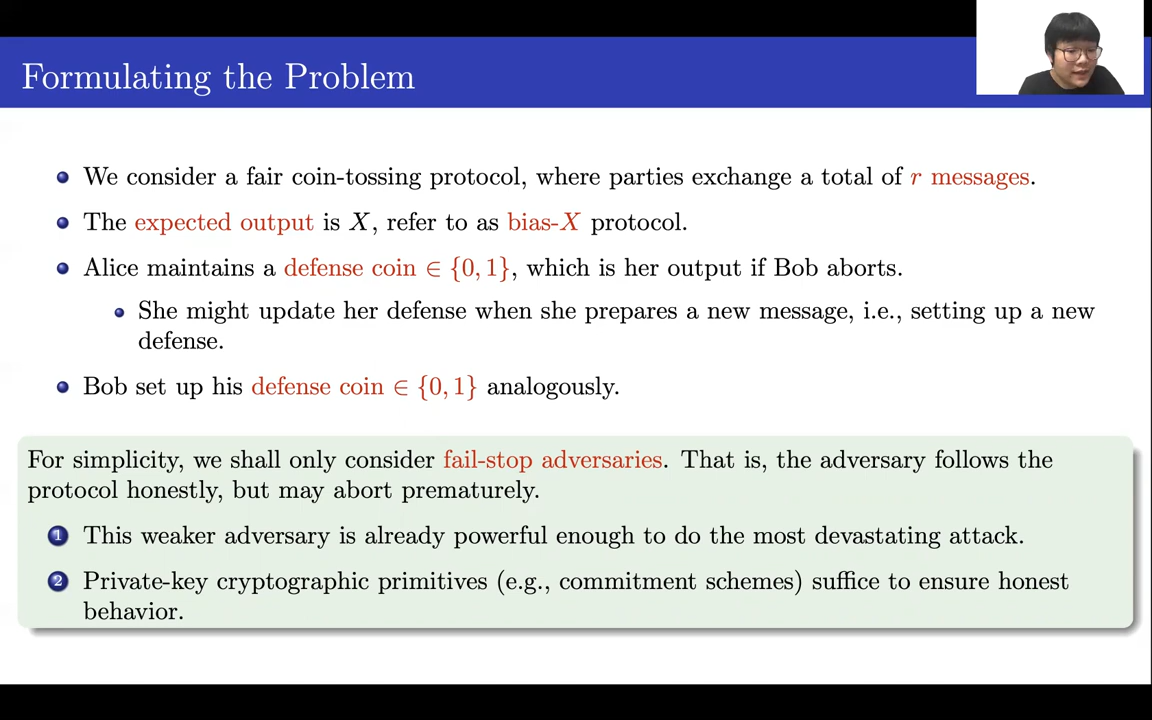 Formulating the Problem
We consider a fair coin-tossing protocol, where parties exchange a total of r messages.
The expected output is X, refer to as bias-X protocol.
Alice maintains a defense coin ∈ {0, 1}, which is her output if Bob aborts.
She might update her defense when she prepares a new message, i.e., setting up a new
defense.
Bob set up his defense coin ∈ {0, 1} analogously.
For simplicity, we shall only consider fail-stop adversaries. That is, the adversary follows the
protocol honestly, but may abort prematurely.
1 This weaker adversary is already powerful enough to do the most devastating attack.
2 Private-key cryptographic primitives (e.g., commitment schemes) suffice to ensure honest
behavior.